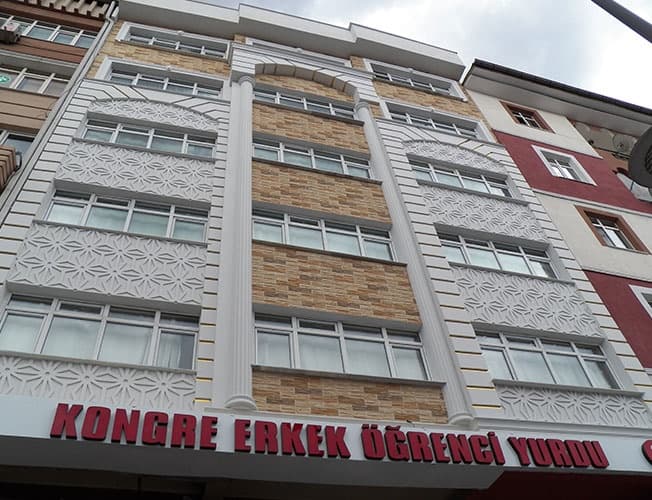 KONGRE ERKEK ÖĞRENCİ YURDU